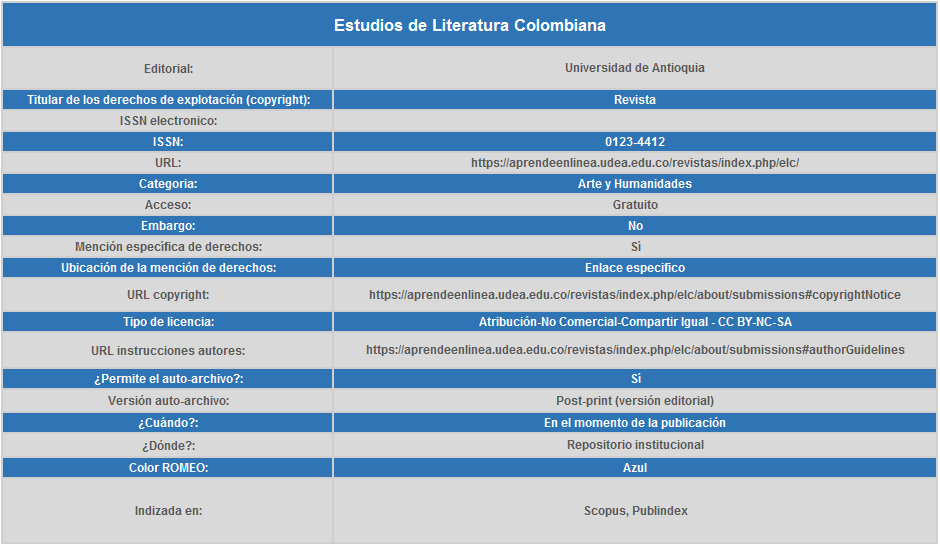 Estudios de Literatura Colombiana
Editorial: Universidad de Antioquia
Titular de los derechos de explotación (copyright): Revista
ISSN electronico:
ISSN: 0123-4412
URL: https://aprendeenlinea.udea.edu.co/revistas/index.php/elc/
Categoria: Arte y Humanidades
Acceso: Gratuito
Embargo: No
Mención específica de derechos: Sí
Ubicación de la mención de derechos: Enlace especifico
URL copyright: https://aprendeenlinea.udea.edu.co/revistas/index.php/elc/about/submissions#copyrightNotice
Tipo de licencia: Atribución-No Comercial-Compartir Igual - CC BY-NC-SA
URL instrucciones autores: https://aprendeenlinea.udea.edu.co/revistas/index.php/elc/about/submissions#authorGuidelines
¿Permite el auto-archivo?: Sí
Versión auto-archivo: Post-print (versión editorial)
¿Cuándo?: En el momento de la publicación
¿Dónde?: Repositorio institucional
Color ROMEO: Azul
Indizada en: Scopus, Publindex